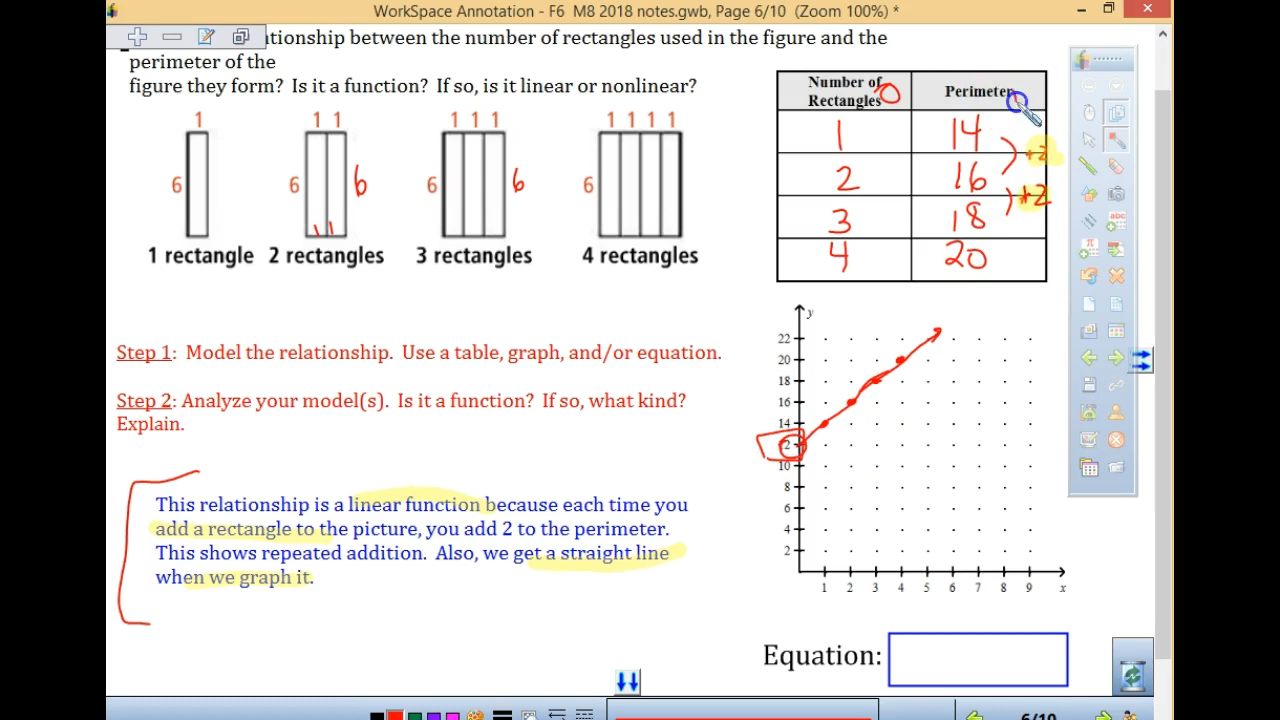 WorkSpace Annotation - F6 M8 2018 notes.gwb, Page 6/10 (Zoom 100%) *
ationship between the number of rectangles used in the figure and the
perimeter of the
figure they form? Is it a function? If so, is it linear or nonlinear?
1
6
1 rectangle
1 1
6
6
2 rectangles
1 1 1
6
6
3 rectangles
1 1 1 1
6
4 rectangles
Number of
Rectangles
0
Perimeter
1 14
2 16
3 18
4 20
+2
+2
Step 1: Model the relationship. Use a table, graph, and/or equation.
Step 2: Analyze your model(s). Is it a function? If so, what kind?
Explain.
This relationship is a linear function because each time you
add a rectangle to the picture, you add 2 to the perimeter.
This shows repeated addition. Also, we get a straight line
when we graph it.
y
22
20
18
16
14
2
10
8
6
4
2
1 2 3 4 5 6 7 8 9 x
Equation:
abc
π
6/10